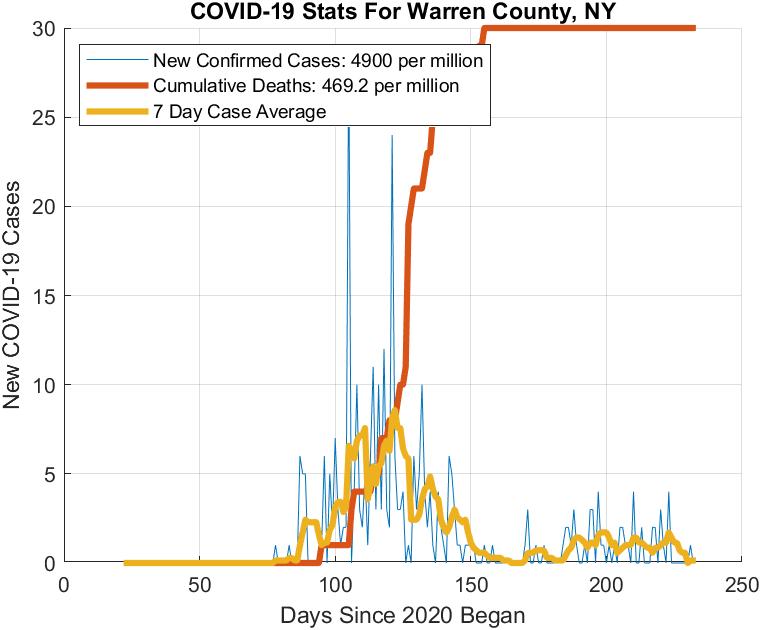 COVID-19 Stats For Warren County, NY
New Confirmed Cases: 4900 per million
Cumulative Deaths: 469.2 per million
7 Day Case Average
New COVID-19 Cases
30
25
20
15
10
5
0
0 50 100 150 200 250
Days Since 2020 Began